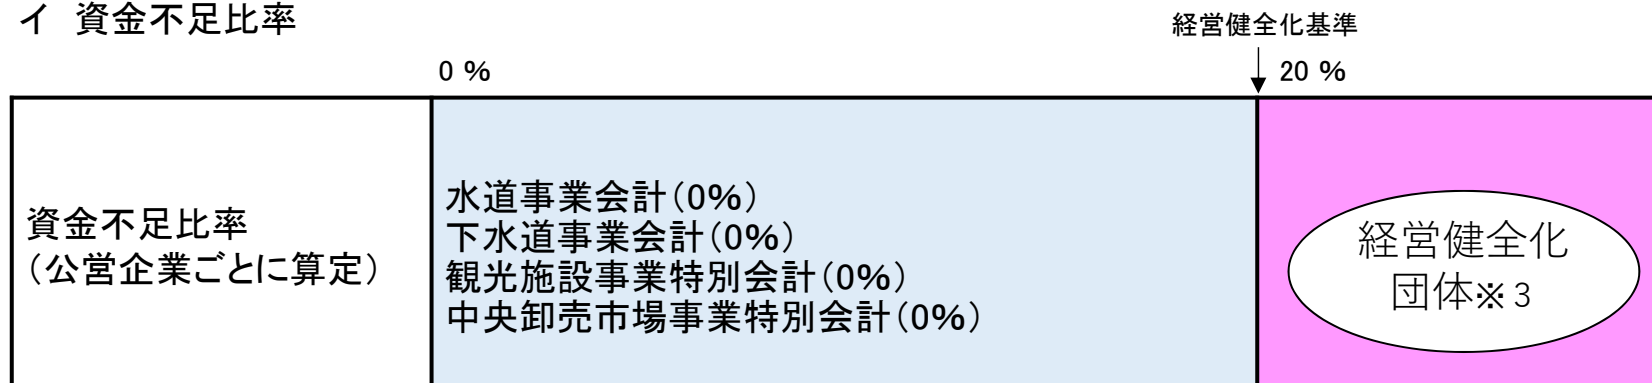 イ 資金不足比率
経営健全化基準
0 %
20 %
資金不足比率
（公営企業ごとに算定）
水道事業会計（0%）
下水道事業会計（0%）
観光施設事業特別会計（0%）
中央卸売市場事業特別会計（0%）
経営健全化
団体※3